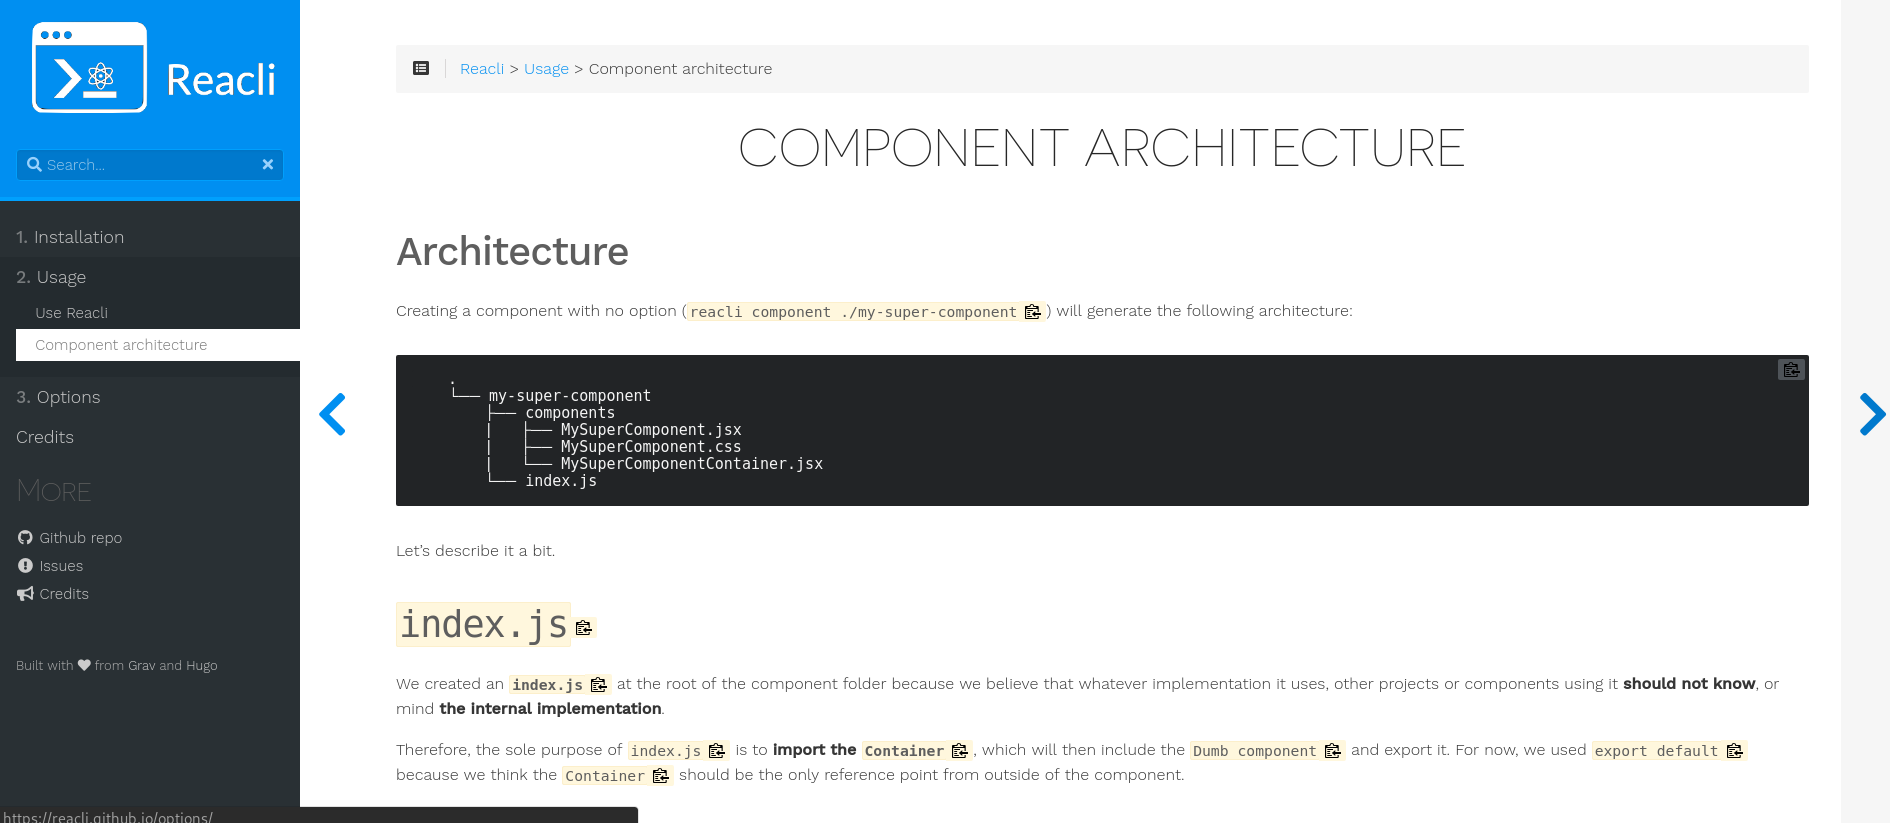 Reacli
Search...
1. Installation
2. Usage
Use Reacli
Component architecture
3. Options
Credits
More
Github repo
Issues
Credits
Built with from Grav and Hugo
https://reacli.github.io/options/
Reacli > Usage > Component architecture
COMPONENT ARCHITECTURE
Architecture
Creating a component with no option (reacli component ./my-super-component) will generate the following architecture:
.
└── my-super-component
    ├── components
    |   ├── MySuperComponent.jsx
    |   ├── MySuperComponent.css
    |   └── MySuperComponentContainer.jsx
    └── index.js
Let’s describe it a bit.
index.js
We created an index.js at the root of the component folder because we believe that whatever implementation it uses, other projects or components using it should not know, or
mind the internal implementation.
Therefore, the sole purpose of index.js is to import the Container, which will then include the Dumb component and export it. For now, we used export default
because we think the Container should be the only reference point from outside of the component.